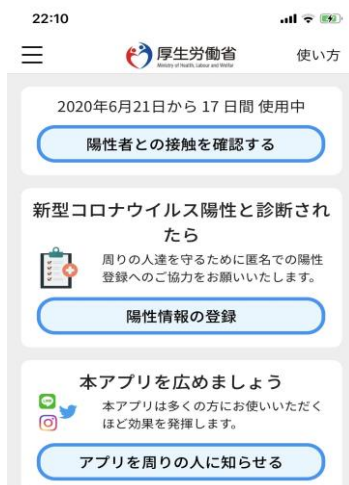 22:10
厚生労働省
Ministry of Health, Labour and Welfare
使い方
2020年6月21日から 17 日間 使用中
陽性者との接触を確認する
新型コロナウイルス陽性と診断され
たら
周りの人達を守るために匿名での陽性
登録へのご協力をお願いいたします。
陽性情報の登録
本アプリを広めましょう
LINE
本アプリは多くの方にお使いいただく
ほど効果を発揮します。
アプリを周りの人に知らせる